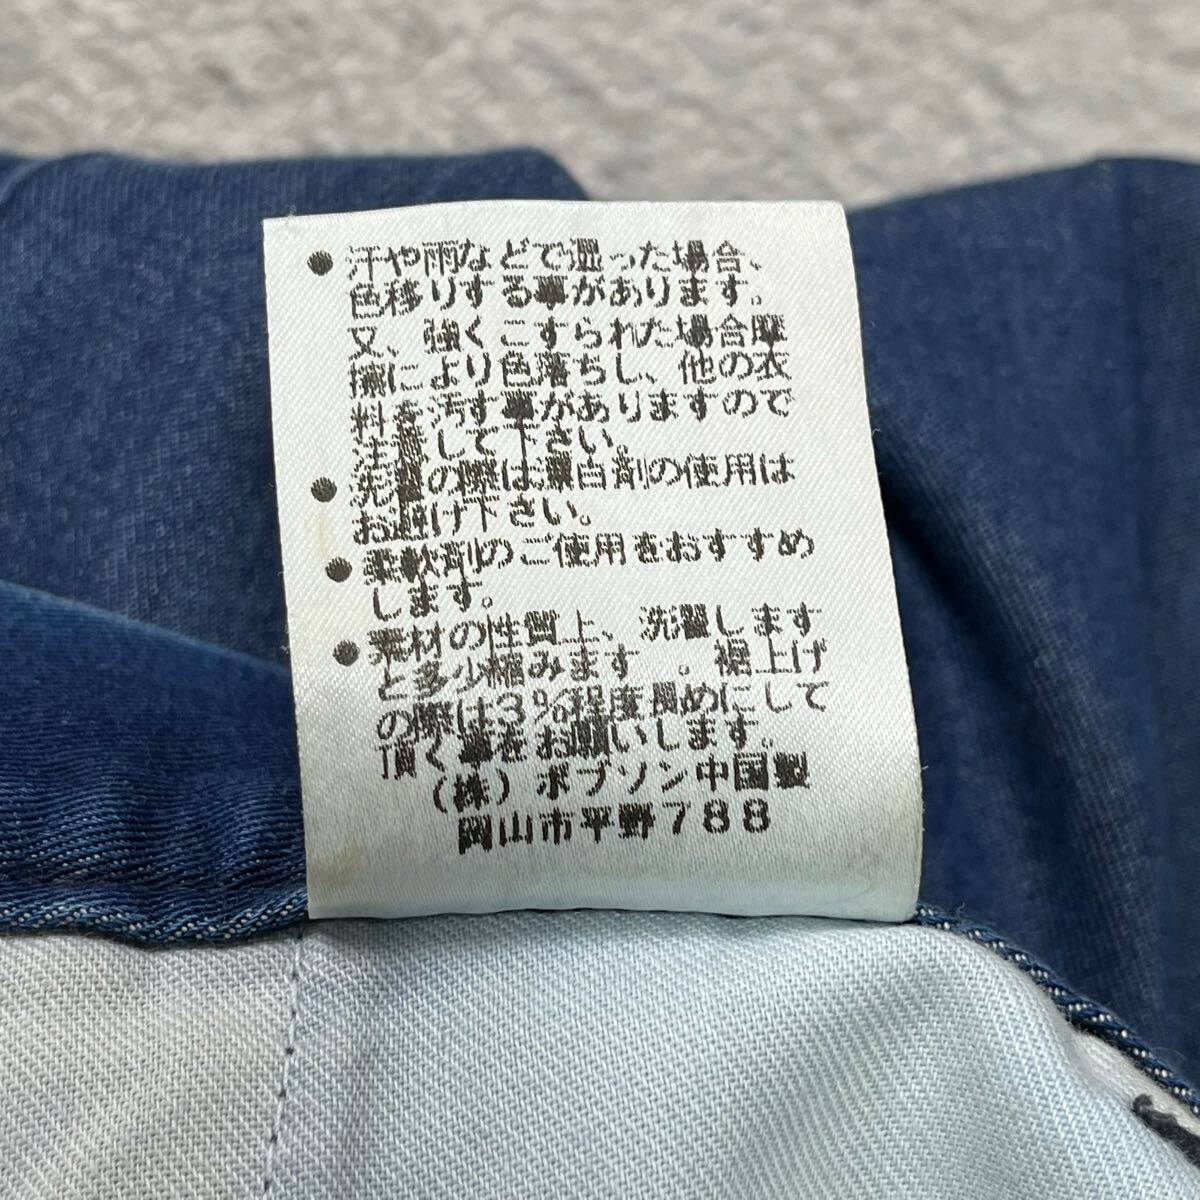 ● 汗や雨などで湿った場合、
色移りする事があります。
又、強くこすられた場合摩
擦により色落ちし、他の衣
料を汚す事がありますので
注意して下さい。
● 洗濯の際は漂白剤の使用は
お避け下さい。
● 柔軟剤のご使用をおすすめ
します。
● 素材の性質上、洗濯します
と多少縮みます 。裾上げ
の際は3%程度長めにして
頂く事をお願いします。
(株)ボブソン中国製
岡山市平野788